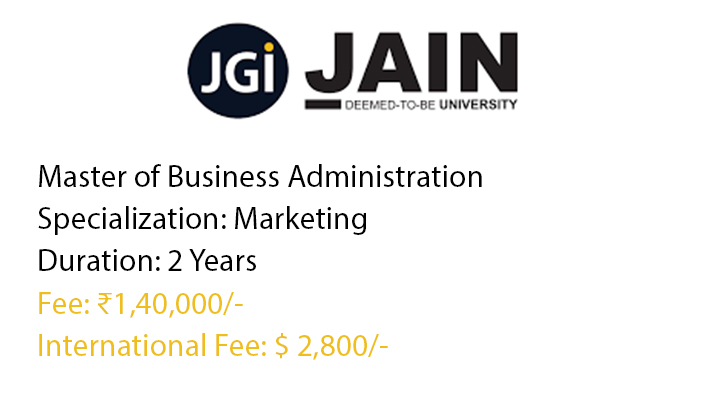 JGi JAIN
DEEMED-TO-BE UNIVERSITY
Master of Business Administration
Specialization: Marketing
Duration: 2 Years
Fee: ₹1,40,000/-
International Fee: $ 2,800/-